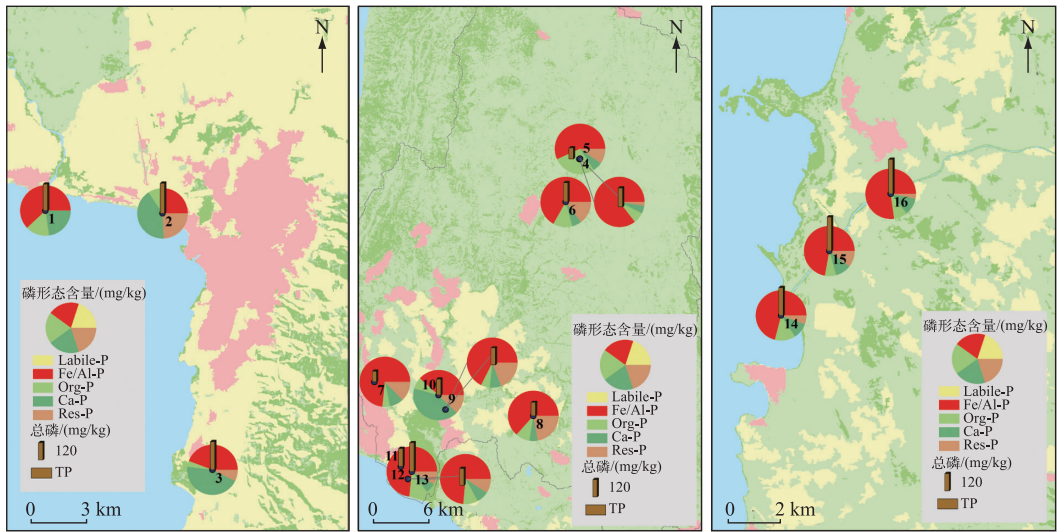 N
1
2
磷形态含量/(mg/kg)
Labile-P
Fe/Al-P
Org-P
Ca-P
Res-P
总磷/(mg/kg)
120
TP
3
0 3 km
N
5
4
6
7
10
9
8
11
12
13
磷形态含量/(mg/kg)
Labile-P
Fe/Al-P
Org-P
Ca-P
Res-P
总磷/(mg/kg)
120
TP
0 6 km
N
16
15
14
磷形态含量/(mg/kg)
Labile-P
Fe/Al-P
Org-P
Ca-P
Res-P
总磷/(mg/kg)
120
TP
0 2 km